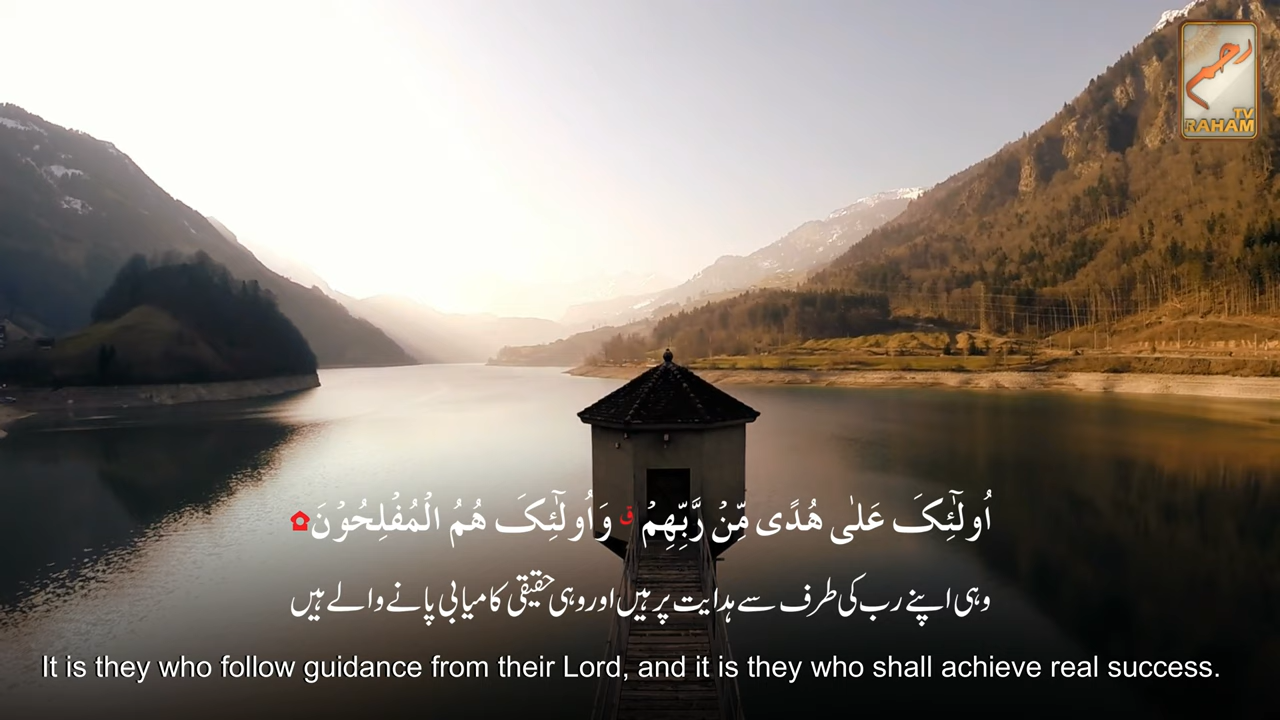 رحم
TV
RAHAM
اُولٰٓئِکَ عَلٰی هُدًی مِّنۡ رَّبِّهِمۡ ٭ۚ وَاُولٰٓئِکَ هُمُ الۡمُفۡلِحُوۡنَ
وہی اپنے رب کی طرف سے ہدایت پر ہیں اور وہی حقیقی کامیابی پانے والے ہیں
It is they who follow guidance from their Lord, and it is they who shall achieve real success.